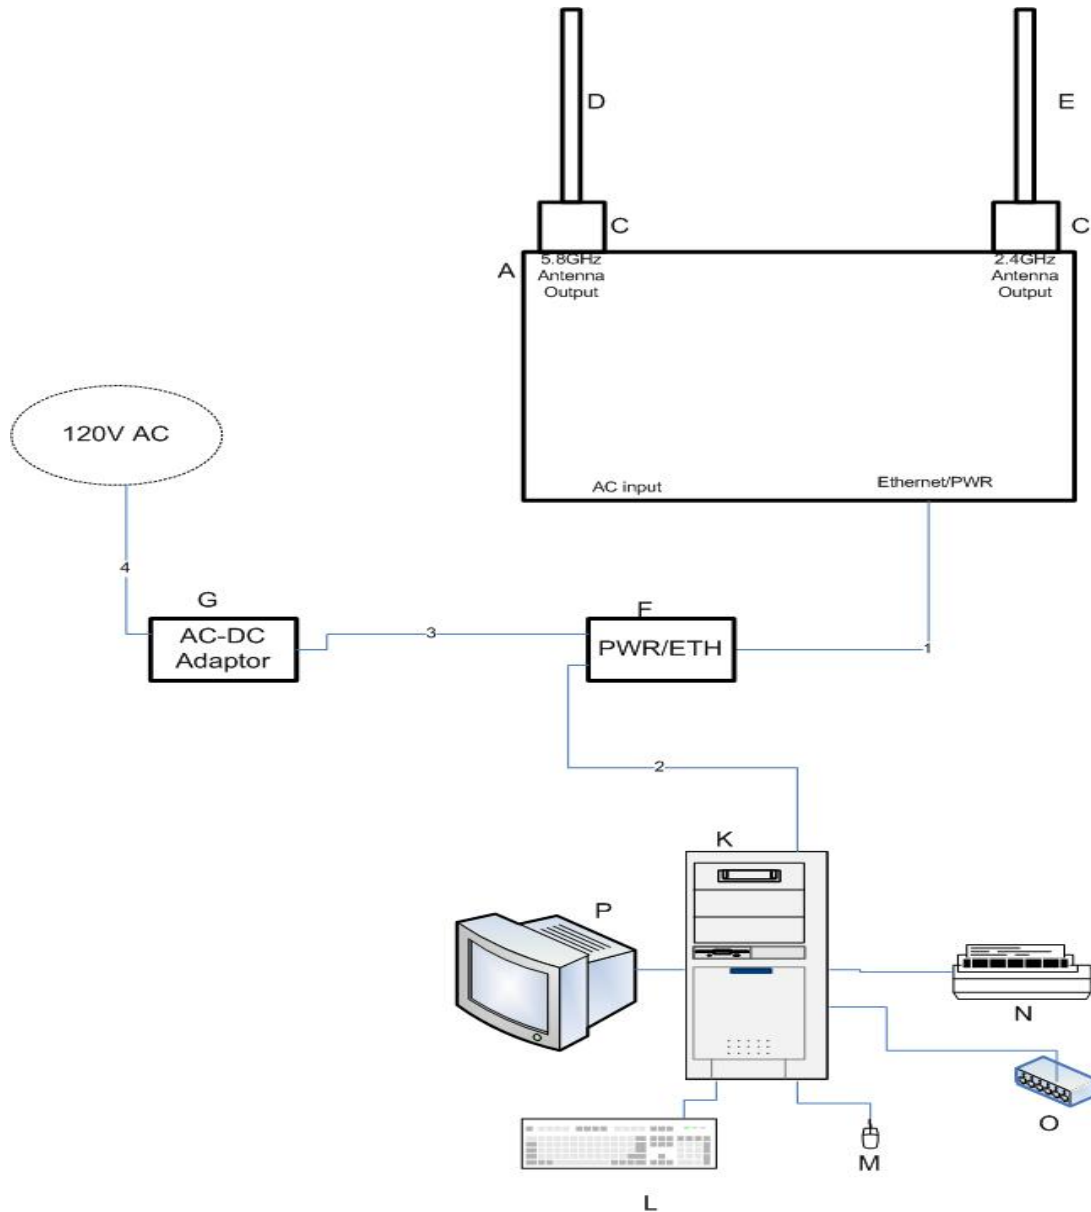 D
E
C
C
A
5.8GHz
Antenna
Output
2.4GHz
Antenna
Output
120V AC
AC input
Ethernet/PWR
4
G
F
AC-DC
Adaptor
3
PWR/ETH
1
2
K
P
N
O
M
L